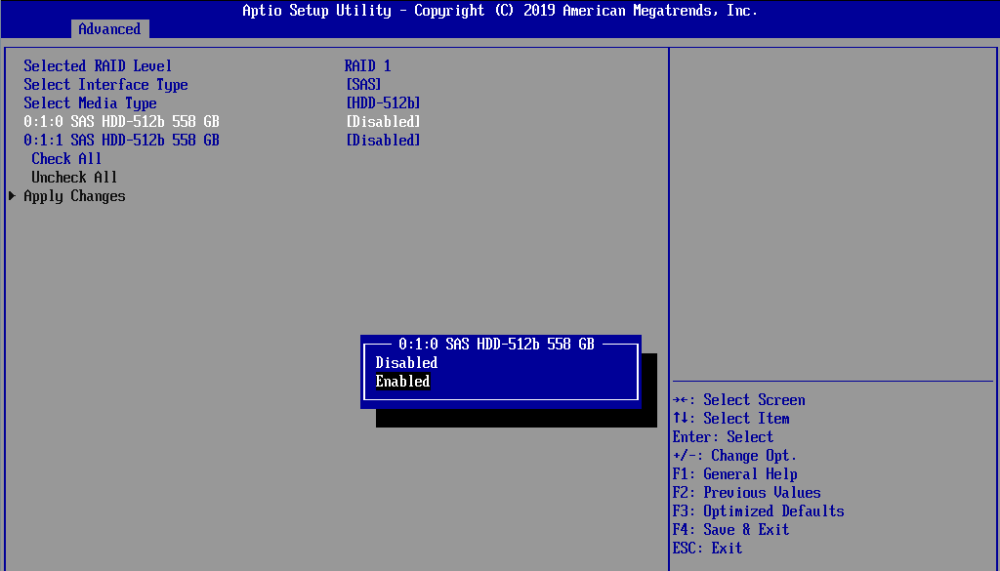 Aptio Setup Utility - Copyright (C) 2019 American Megatrends, Inc.
Advanced
Selected RAID Level RAID 1
Select Interface Type [SAS]
Select Media Type [HDD-512b]
0:1:0 SAS HDD-512b 558 GB [Disabled]
0:1:1 SAS HDD-512b 558 GB [Disabled]
Check All
Uncheck All
Apply Changes
0:1:0 SAS HDD-512b 558 GB
Disabled
Enabled
→←: Select Screen
↑↓: Select Item
Enter: Select
+/-: Change Opt.
F1: General Help
F2: Previous Values
F3: Optimized Defaults
F4: Save & Exit
ESC: Exit